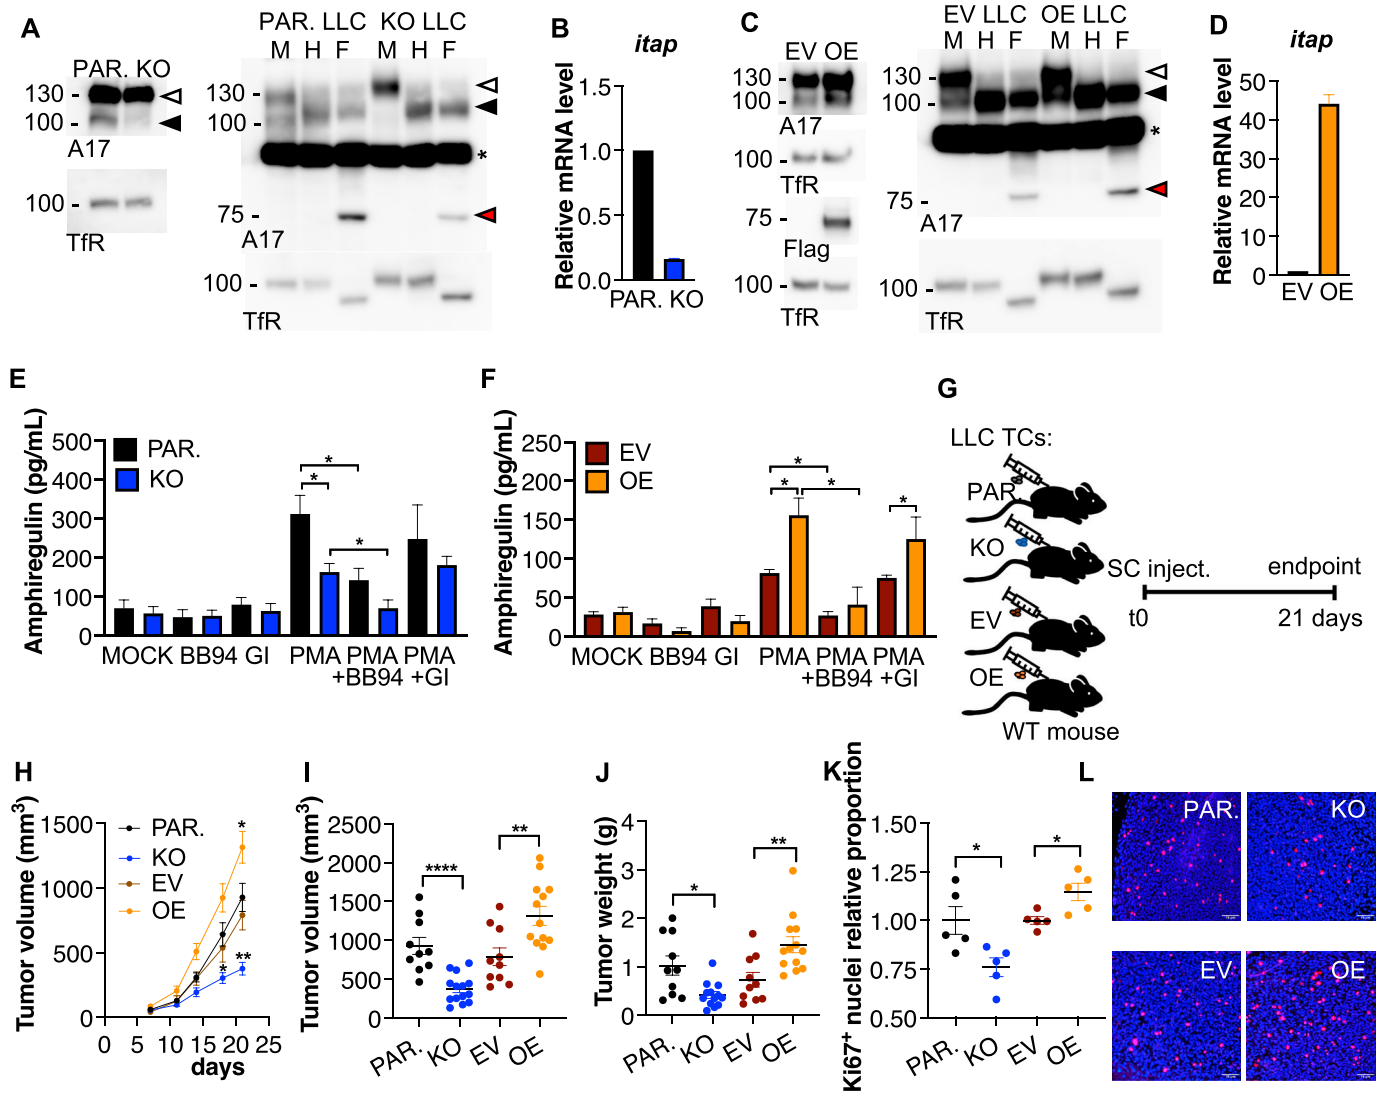 A
PAR. KO
130 -
100 -
A17
100 -
TfR
PAR. LLC KO LLC
M H F M H F
130 -
100 -
*
75 -
A17
100 -
TfR
B
itap
Relative mRNA level
1.5
1.0
0.5
0.0
PAR. KO
C
EV OE
130 -
100 -
A17
100 -
TfR
75 -
Flag
100 -
TfR
EV LLC OE LLC
M H F M H F
130 -
100 -
*
75 -
A17
100 -
TfR
D
itap
Relative mRNA level
50
40
30
20
10
0
EV OE
E
Amphiregulin (pg/mL)
500
400
300
200
100
0
PAR.
KO
*
*
*
MOCK BB94 GI PMA PMA PMA
+BB94 +GI
F
Amphiregulin (pg/mL)
250
200
150
100
50
0
EV
OE
*
*
*
*
MOCK BB94 GI PMA PMA PMA
+BB94 +GI
G
LLC TCs:
PAR.
KO
EV
OE
WT mouse
SC inject.
endpoint
t0
21 days
H
Tumor volume (mm3)
1500
1000
500
0
PAR.
KO
EV
OE
*
*
**
0 5 10 15 20 25
days
I
Tumor volume (mm3)
2500
2000
1500
1000
500
0
****
**
PAR. KO EV OE
J
Tumor weight (g)
4
3
2
1
0
*
**
PAR. KO EV OE
K
Ki67+ nuclei relative proportion
1.50
1.25
1.00
0.75
0.50
*
*
PAR. KO EV OE
L
PAR.
KO
EV
OE